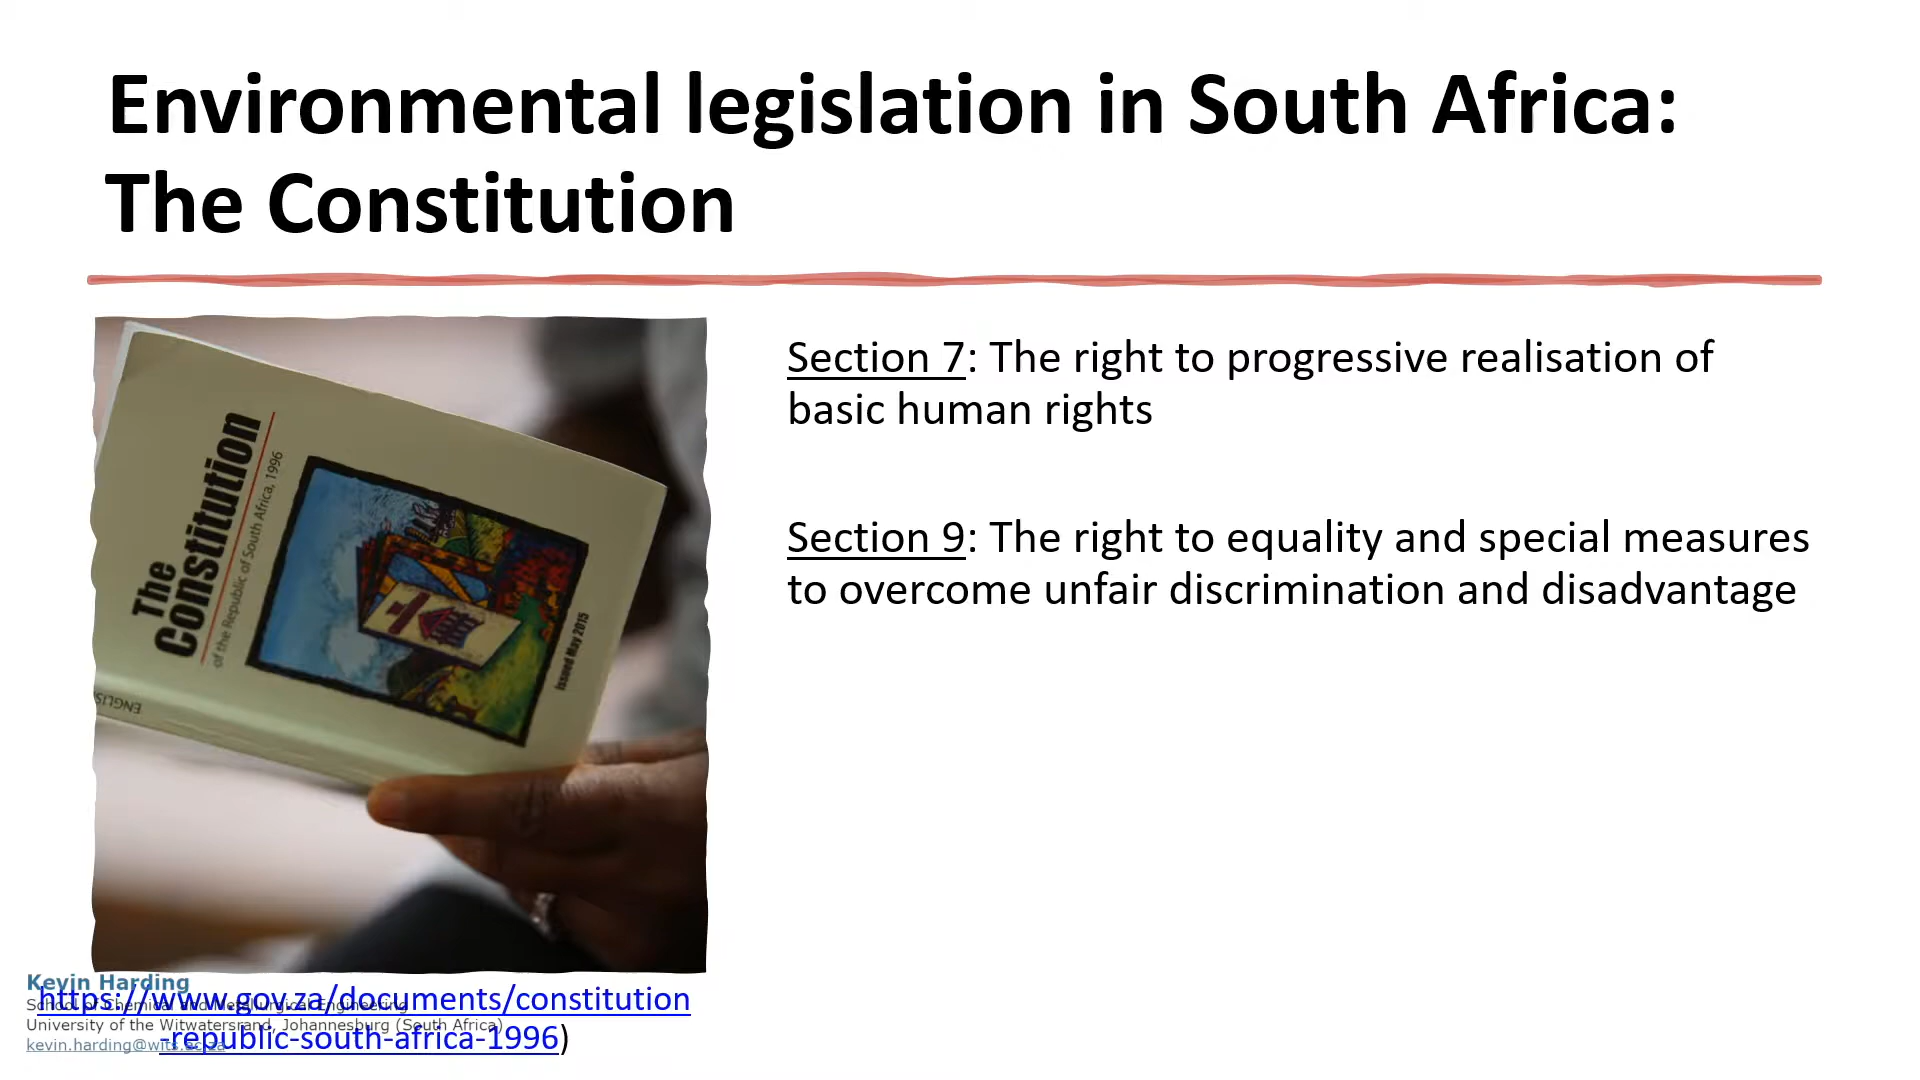 Environmental legislation in South Africa:
The Constitution
Section 7: The right to progressive realisation of
basic human rights
Section 9: The right to equality and special measures
to overcome unfair discrimination and disadvantage
The
Constitution
of the Republic of South Africa, 1996
Issued May 2015
ENGLIS
Kevin Harding
https://www.gov.za/documents/constitution
School of Chemical and Metallurgical Engineering
University of the Witwatersrand, Johannesburg (South Africa)
-republic-south-africa-1996)
kevin.harding@wits.ac.za